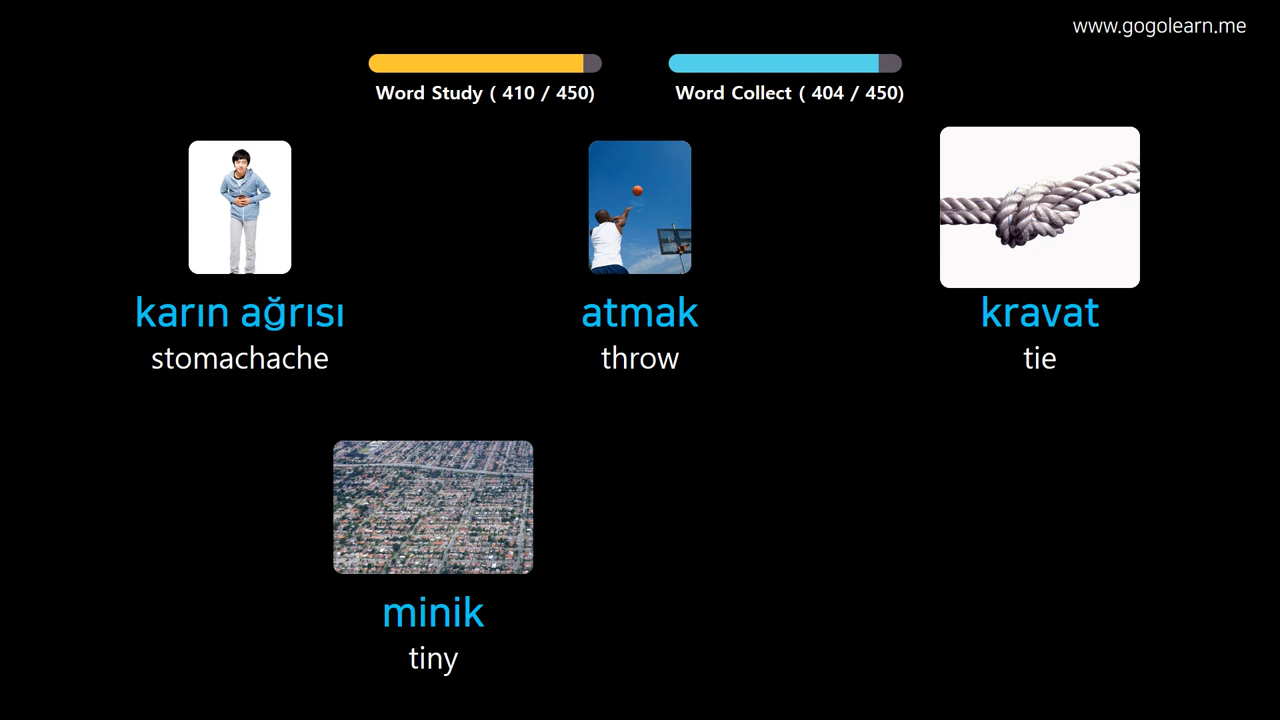 www.gogolearn.me
Word Study ( 410 / 450)
Word Collect ( 404 / 450)
karın ağrısı
stomachache
atmak
throw
kravat
tie
minik
tiny